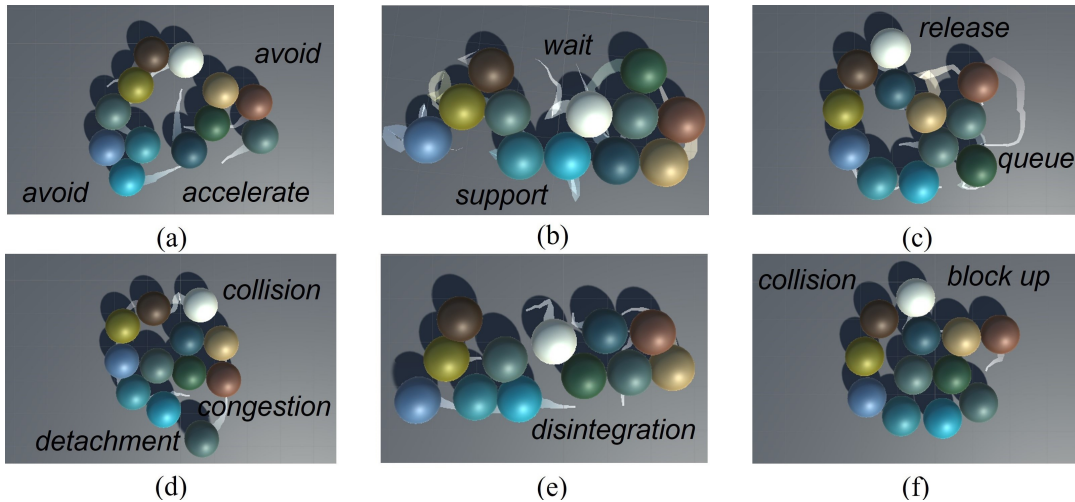 avoid
avoid
accelerate
(a)
wait
support
(b)
release
queue
(c)
collision
congestion
detachment
(d)
disintegration
(e)
collision
block up
(f)